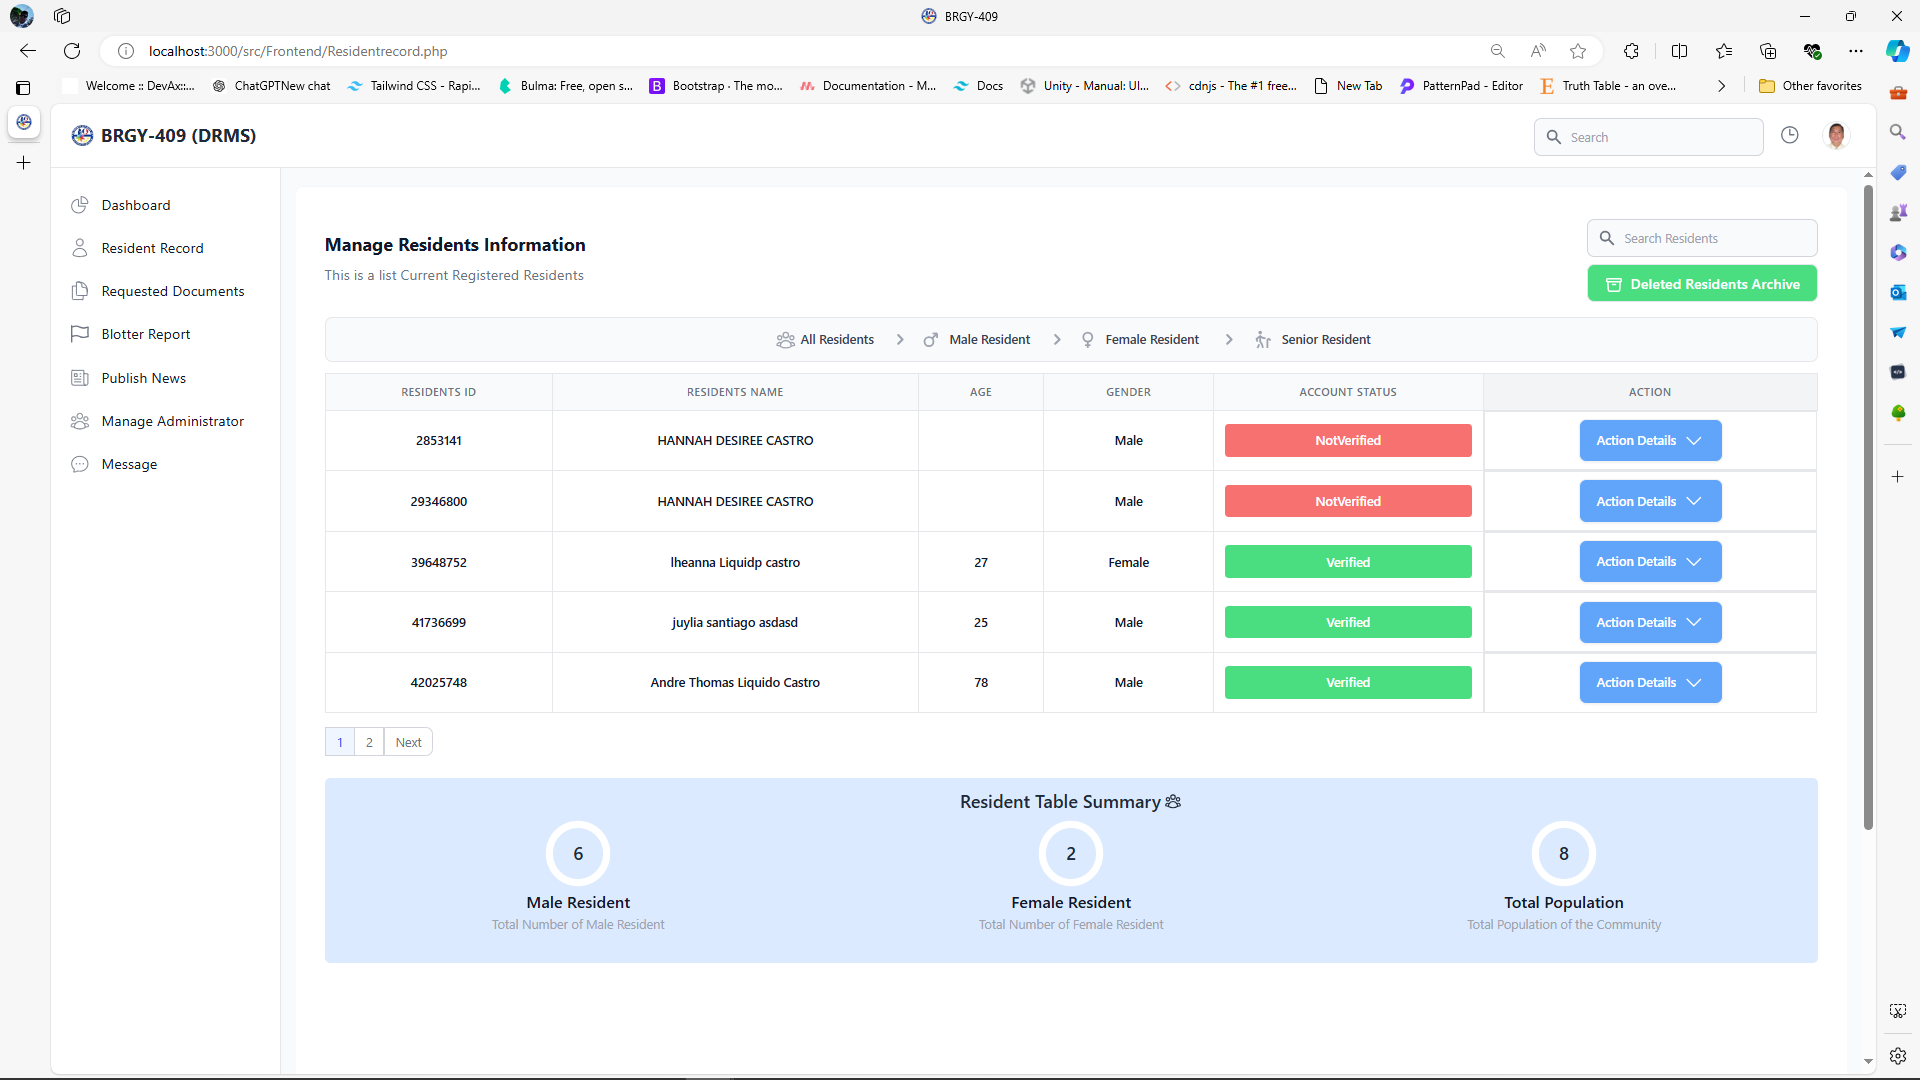 BRGY-409
localhost:3000/src/Frontend/Residentrecord.php
Welcome :: DevAx::...
ChatGPTNew chat
Tailwind CSS - Rapi...
Bulma: Free, open s...
Bootstrap · The mo...
Documentation - M...
Docs
Unity - Manual: UI...
cdnjs - The #1 free...
New Tab
PatternPad - Editor
Truth Table - an ove...
Other favorites
BRGY-409 (DRMS)
Search
Dashboard
Resident Record
Requested Documents
Blotter Report
Publish News
Manage Administrator
Message
Manage Residents Information
This is a list Current Registered Residents
Search Residents
Deleted Residents Archive
All Residents
Male Resident
Female Resident
Senior Resident
RESIDENTS ID RESIDENTS NAME AGE GENDER ACCOUNT STATUS ACTION
2853141 HANNAH DESIREE CASTRO Male NotVerified Action Details
29346800 HANNAH DESIREE CASTRO Male NotVerified Action Details
39648752 lheanna Liquidp castro 27 Female Verified Action Details
41736699 juylia santiago asdasd 25 Male Verified Action Details
42025748 Andre Thomas Liquido Castro 78 Male Verified Action Details
1 2 Next
Resident Table Summary
6
Male Resident
Total Number of Male Resident
2
Female Resident
Total Number of Female Resident
8
Total Population
Total Population of the Community